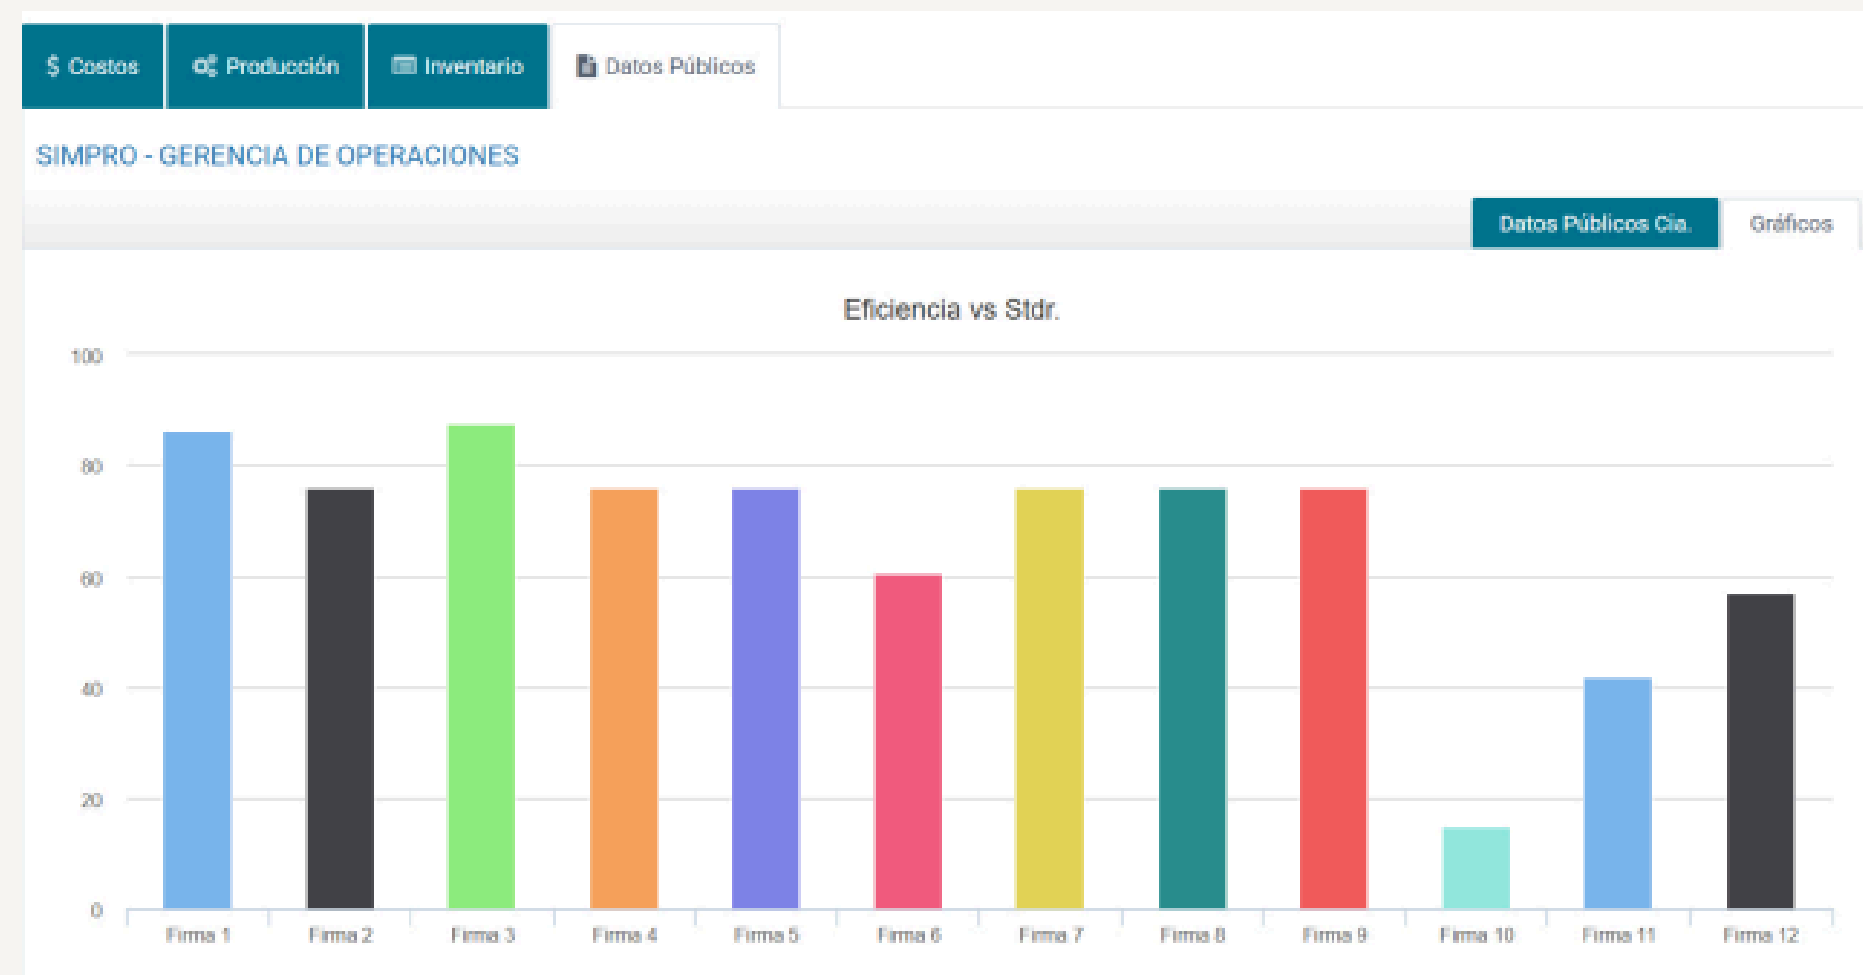 $ Costos Producción Inventario Datos Públicos
SIMPRO - GERENCIA DE OPERACIONES
Datos Públicos Cia. Gráficos
Eficiencia vs Stdr.
100
80
60
40
20
0
Firma 1 Firma 2 Firma 3 Firma 4 Firma 5 Firma 6 Firma 7 Firma 8 Firma 9 Firma 10 Firma 11 Firma 12